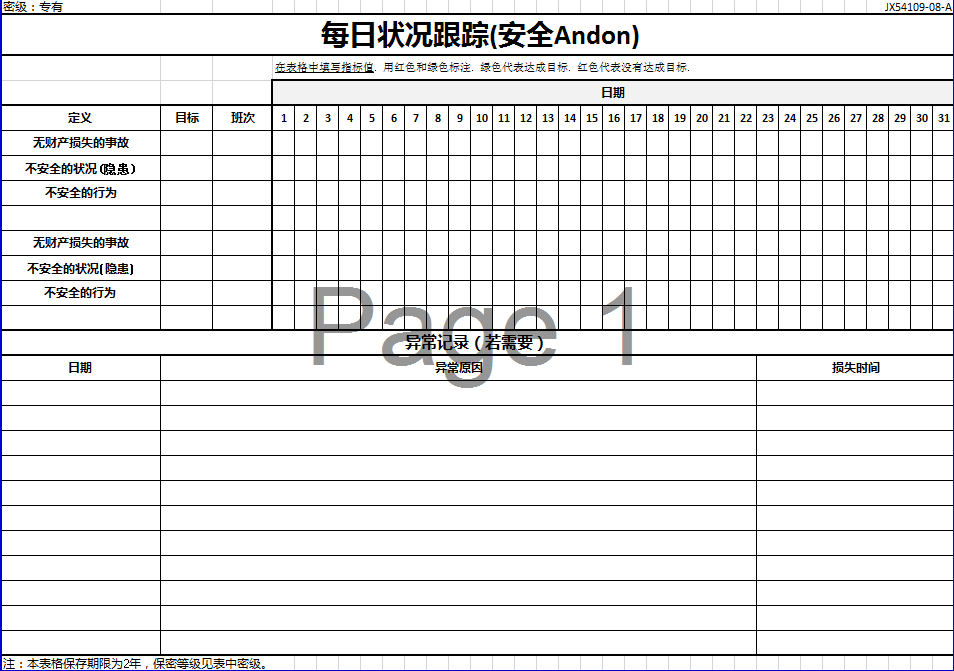 密级：专有 JX54109-08-A
每日状况跟踪(安全Andon)
在表格中填写指标值. 用红色和绿色标注. 绿色代表达成目标. 红色代表没有达成目标.
日期
定义 目标 班次 1 2 3 4 5 6 7 8 9 10 11 12 13 14 15 16 17 18 19 20 21 22 23 24 25 26 27 28 29 30 31
无财产损失的事故
不安全的状况(隐患)
不安全的行为
无财产损失的事故
不安全的状况(隐患)
不安全的行为
Page 1
异常记录（若需要）
日期 异常原因 损失时间
注：本表格保存期限为2年，保密等级见表中密级。